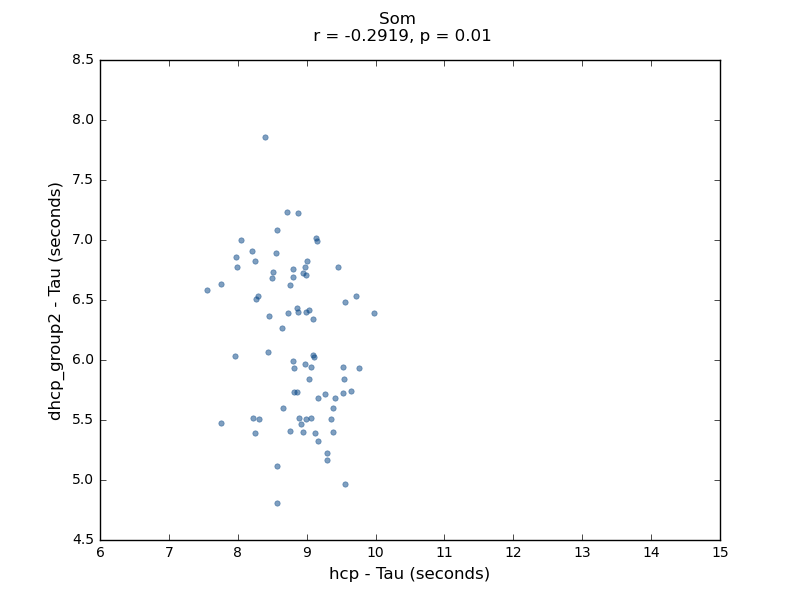 Som
r = -0.2919, p = 0.01
8.5
8.0
7.5
7.0
6.5
6.0
5.5
5.0
4.5
dhcp_group2 - Tau (seconds)
6 7 8 9 10 11 12 13 14 15
hcp - Tau (seconds)